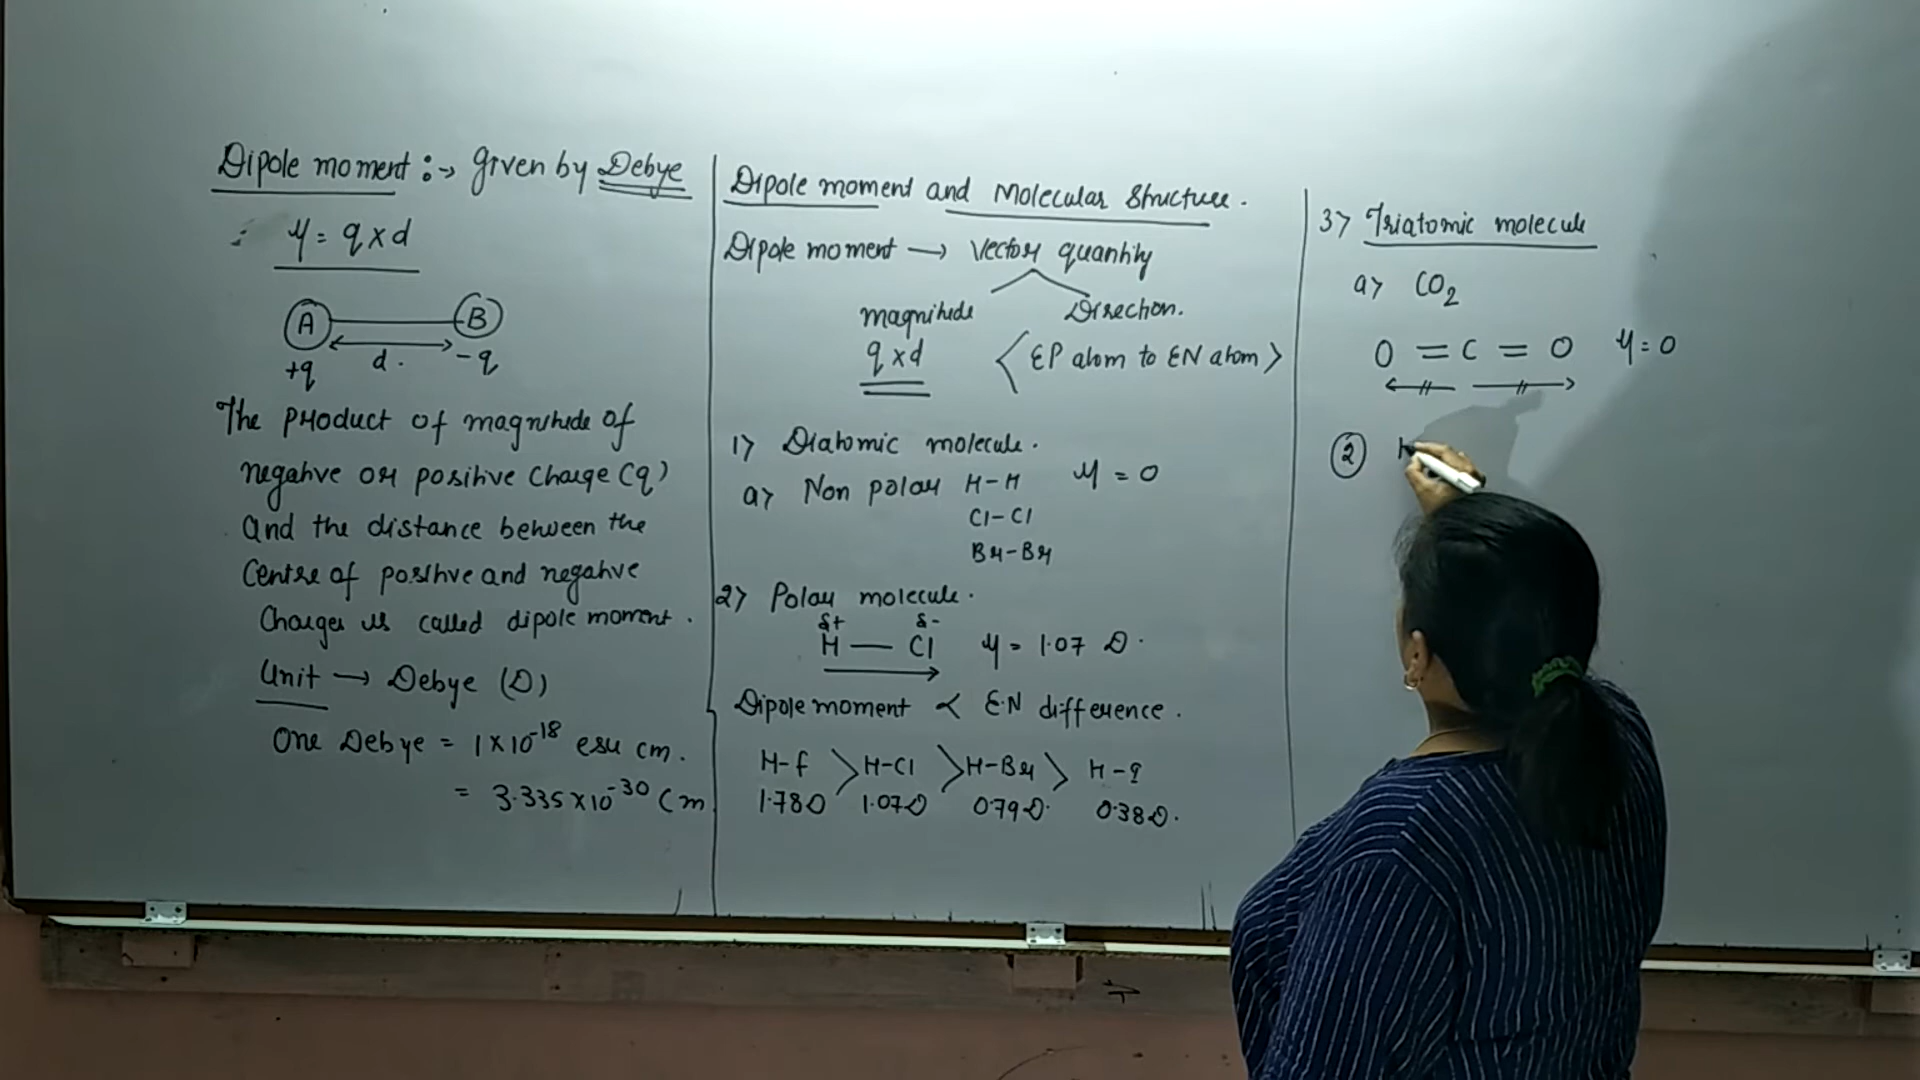 Dipole moment :→ given by Debye
μ = q x d
A B
+q d. -q
The product of magnitude of
negative or positive charge (q)
and the distance between the
Centre of positive and negative
Charges is called dipole moment.
Unit → Debye (D)
One Debye = 1x10⁻¹⁸ esu cm.
= 3.335x10⁻³⁰ Cm
Dipole moment and Molecular Structure.
Dipole moment → Vector quantity
magnitude Direction.
q x d < EP atom to EN atom >
1> Diatomic molecule.
a> Non polar H-H μ = 0
Cl-Cl
Br-Br
2> Polar molecule.
δ+ δ-
H — Cl μ = 1.07 D.
Dipole moment ∝ E.N difference.
H-f > H-Cl > H-Br > H-I
1.78D 1.07D 0.79D. 0.38D.
3> Triatomic molecule
a> CO₂
O = C = O μ = 0
2